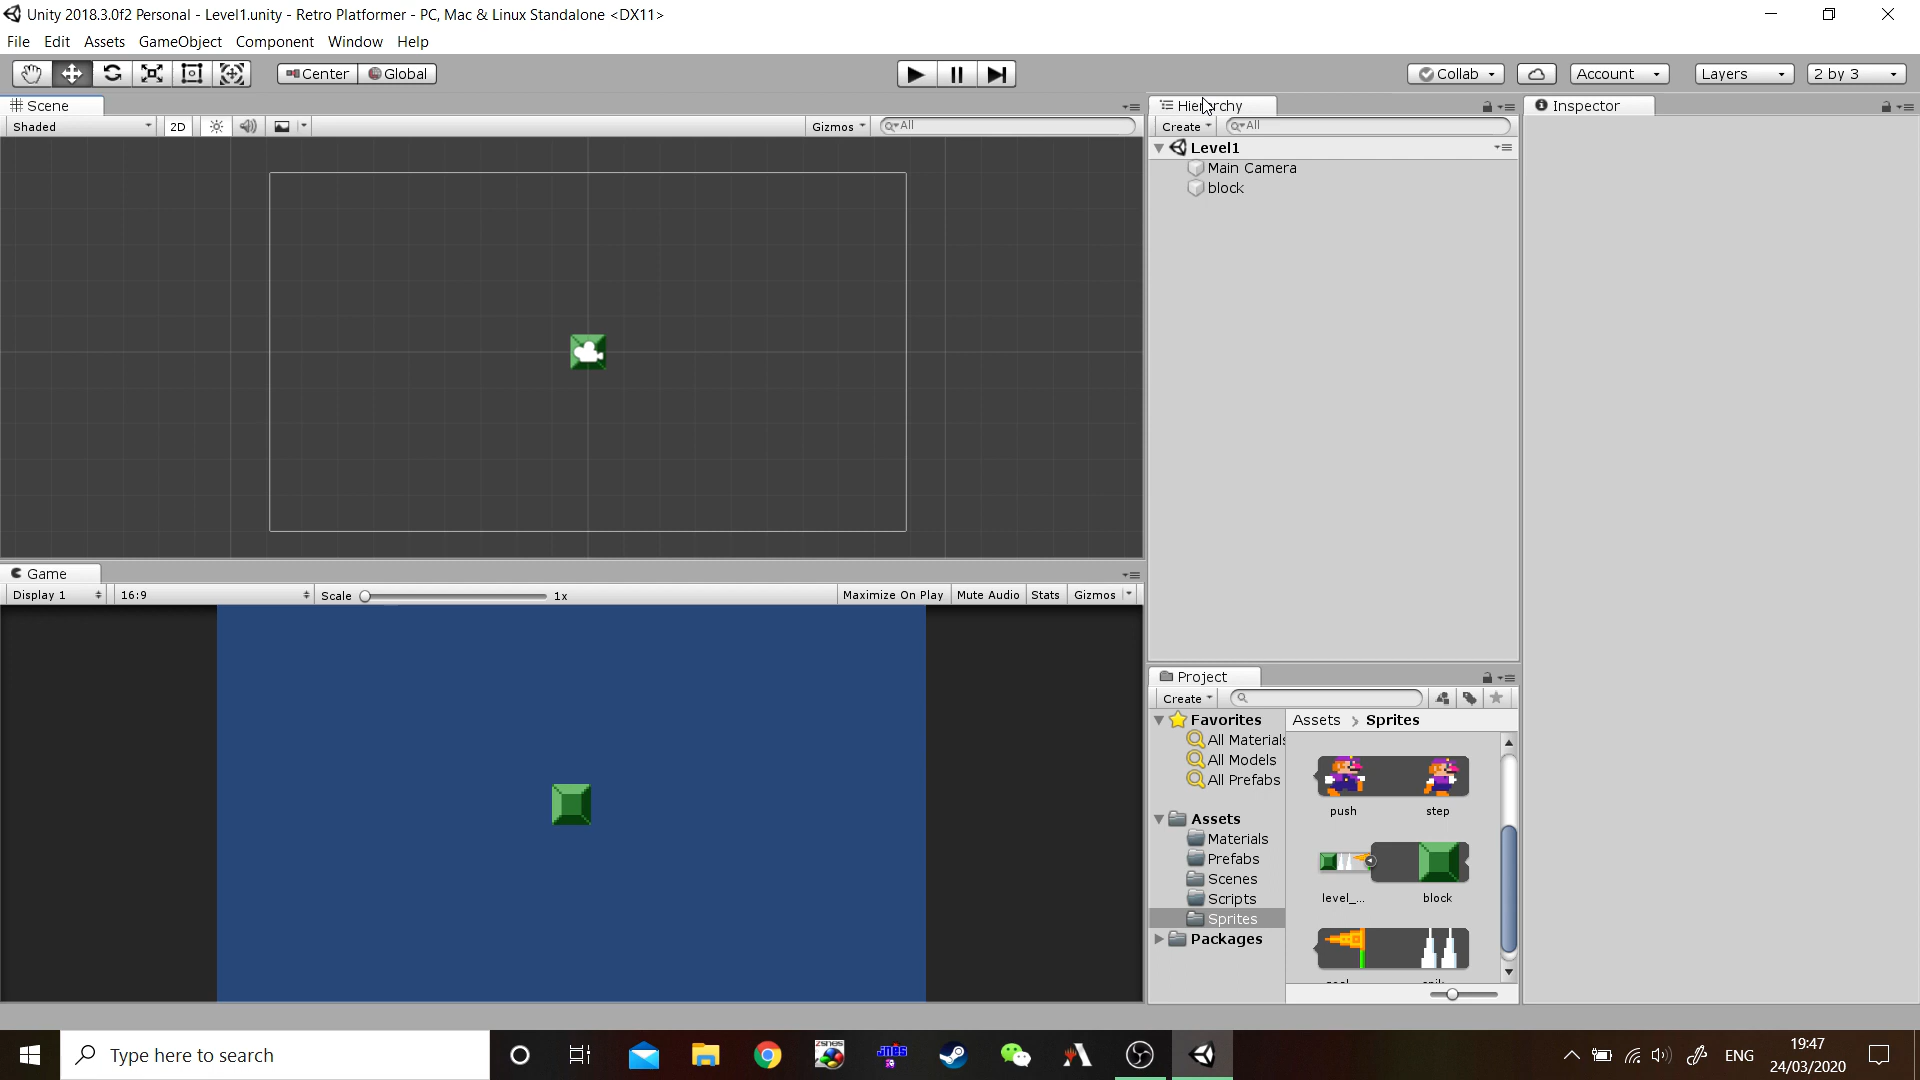 Unity 2018.3.0f2 Personal - Level1.unity - Retro Platformer - PC, Mac & Linux Standalone <DX11>
File Edit Assets GameObject Component Window Help
Center Global Collab Account Layers 2 by 3
Scene
Shaded 2D Gizmos All
Hierarchy
Create All
Level1
Main Camera
block
Inspector
Game
Display 1 16:9 Scale 1x Maximize On Play Mute Audio Stats Gizmos
Project
Create
Favorites
All Materials
All Models
All Prefabs
Assets
Materials
Prefabs
Scenes
Scripts
Sprites
Packages
Assets > Sprites
push step
level_... block
Type here to search
ZSNES
jnes
ENG
19:47
24/03/2020